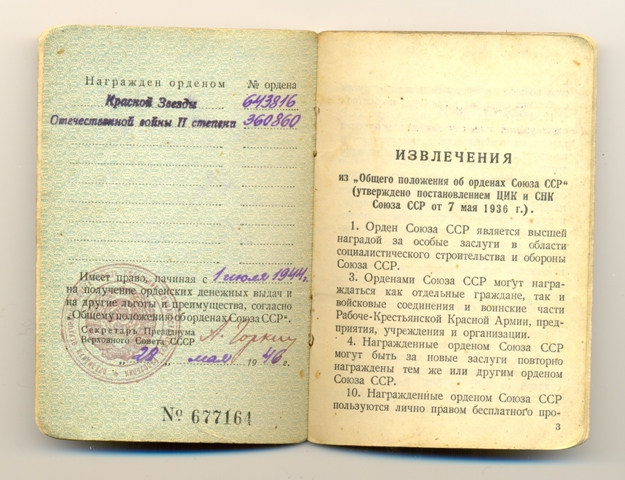 Награжден орденом № ордена
Красной Звезды 643816
Отечественной войны II степени 360860
Имеет право, начиная с 1 июля 1944 г.
на получение орденских денежных выдач и
на другие льготы и преимущества, согласно
„Общему положению об орденах Союза ССР“.
Секретарь Президиума
Верховного Совета СССР А. Горкин
„28“ мая 1946 г.
№ 677164
ИЗВЛЕЧЕНИЯ
из „Общего положения об орденах Союза ССР“
(утверждено постановлением ЦИК и СНК
Союза ССР от 7 мая 1936 г.).
1. Орден Союза ССР является высшей
наградой за особые заслуги в области
социалистического строительства и обороны
Союза ССР.
3. Орденами Союза ССР могут награ-
ждаться как отдельные граждане, так и
войсковые соединения и воинские части
Рабоче-Крестьянской Красной Армии, пред-
приятия, учреждения и организации.
4. Награжденные орденом Союза ССР
могут быть за новые заслуги повторно
награждены тем же или другим орденом
Союза ССР.
10. Награжденные орденом Союза ССР
пользуются лично правом бесплатного про-
3